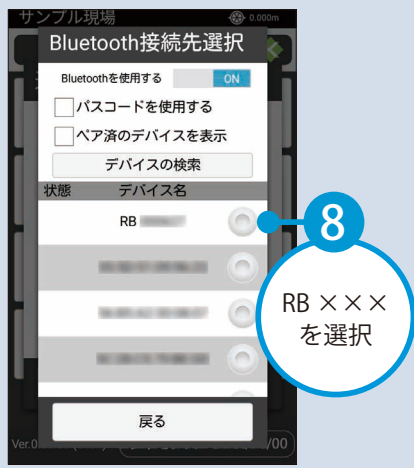 サンプル現場
0.000m
Bluetooth接続先選択
Bluetoothを使用する
ON
パスコードを使用する
ペア済のデバイスを表示
デバイスの検索
状態
デバイス名
RB
8
RB ×××
を選択
戻る
Ver.0
/00)